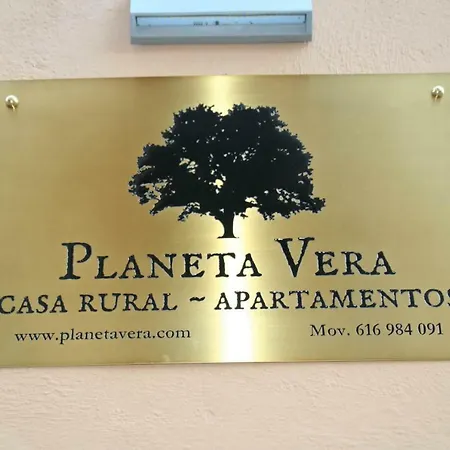 PLANETA VERA
CASA RURAL ~ APARTAMENTOS
www.planetavera.com Mov. 616 984 091